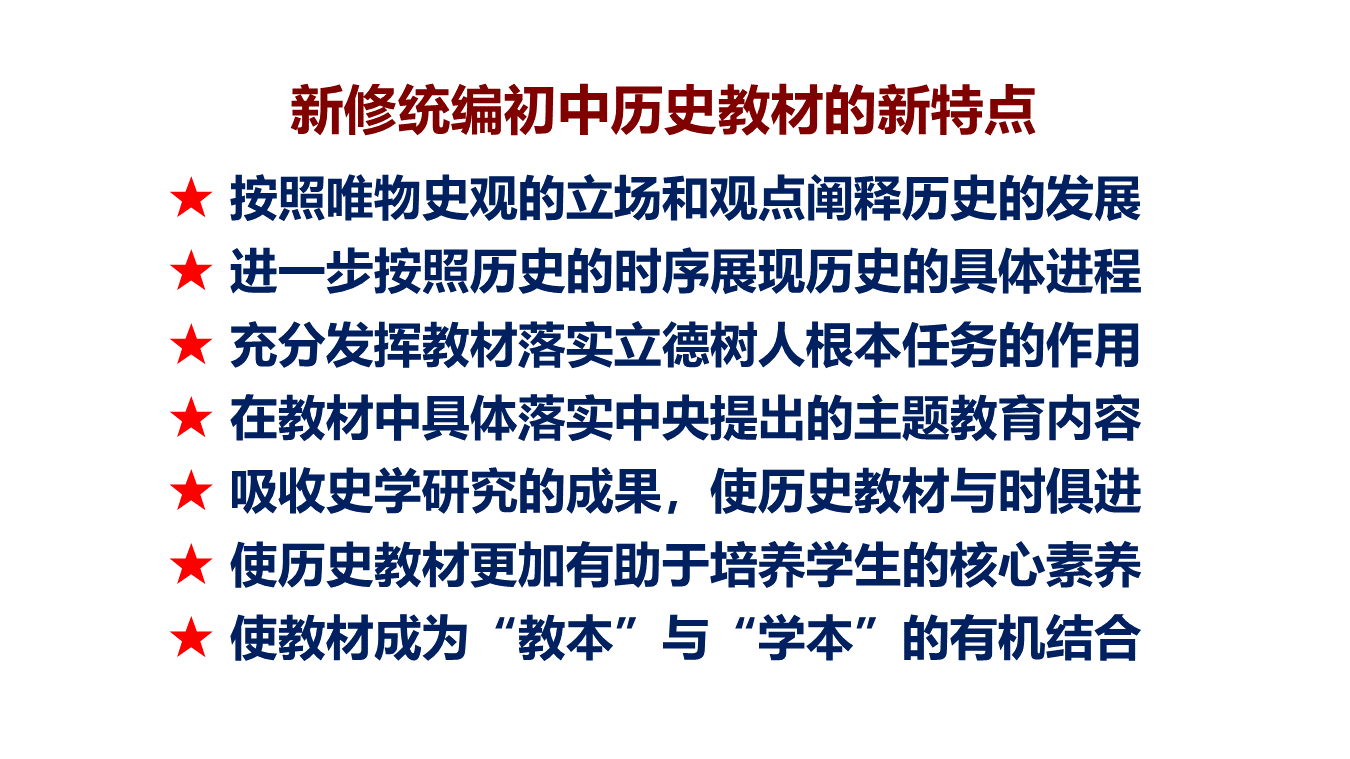 新修统编初中历史教材的新特点
★ 按照唯物史观的立场和观点阐释历史的发展
★ 进一步按照历史的时序展现历史的具体进程
★ 充分发挥教材落实立德树人根本任务的作用
★ 在教材中具体落实中央提出的主题教育内容
★ 吸收史学研究的成果，使历史教材与时俱进
★ 使历史教材更加有助于培养学生的核心素养
★ 使教材成为“教本”与“学本”的有机结合